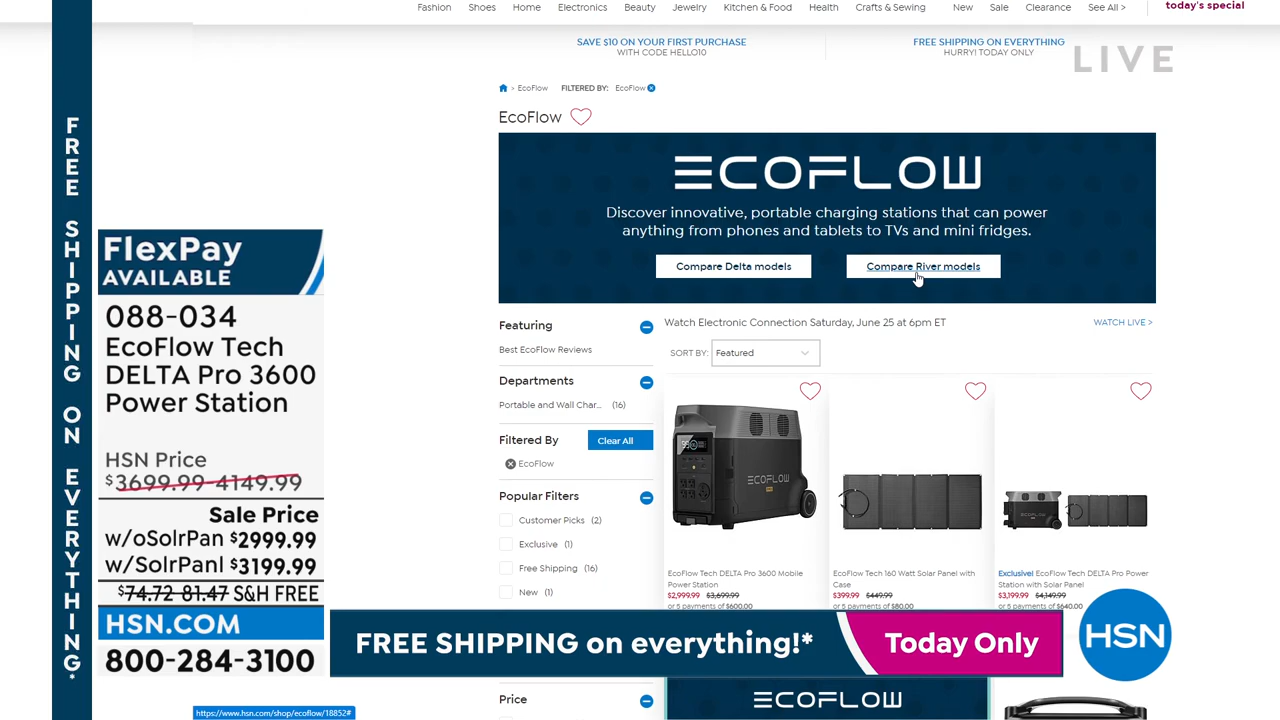 Fashion Shoes Home Electronics Beauty Jewelry Kitchen & Food Health Crafts & Sewing New Sale Clearance See All > today's special
SAVE $10 ON YOUR FIRST PURCHASE
WITH CODE HELLO10
FREE SHIPPING ON EVERYTHING
HURRY! TODAY ONLY
LIVE
> EcoFlow FILTERED BY: EcoFlow
EcoFlow
ECOFLOW
Discover innovative, portable charging stations that can power
anything from phones and tablets to TVs and mini fridges.
Compare Delta models
Compare River models
FREE SHIPPING ON EVERYTHING*
FlexPay
AVAILABLE
088-034
EcoFlow Tech
DELTA Pro 3600
Power Station
HSN Price
$3699.99-4149.99
Sale Price
w/oSolrPan $2999.99
w/SolrPanl $3199.99
$74.72-81.47 S&H FREE
HSN.COM
800-284-3100
Featuring
Best EcoFlow Reviews
Departments
Portable and Wall Char... (16)
Filtered By
Clear All
EcoFlow
Popular Filters
Customer Picks (2)
Exclusive (1)
Free Shipping (16)
New (1)
Price
Watch Electronic Connection Saturday, June 25 at 6pm ET
WATCH LIVE >
SORT BY: Featured
ECOFLOW
EcoFlow Tech DELTA Pro 3600 Mobile
Power Station
$2,999.99 $3,699.99
or 5 payments of $600.00
EcoFlow Tech 160 Watt Solar Panel with
Case
$399.99 $449.99
or 5 payments of $80.00
Exclusive! EcoFlow Tech DELTA Pro Power
Station with Solar Panel
$3,199.99 $4,149.99
or 5 payments of $640.00
FREE SHIPPING on everything!*
Today Only
HSN
ECOFLOW
https://www.hsn.com/shop/ecoflow/18852#